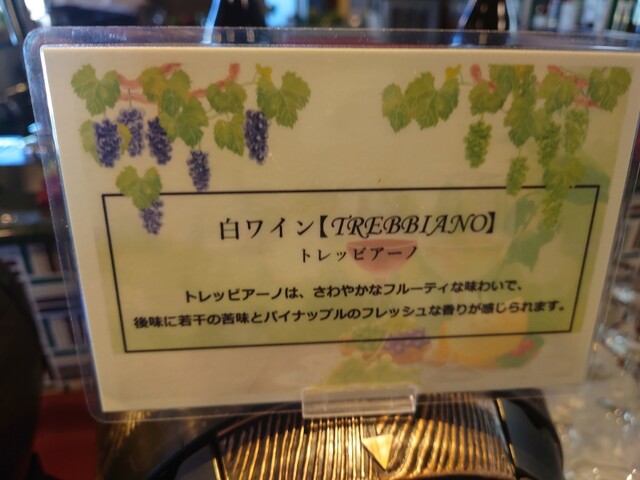 白ワイン【TREBBIANO】
トレッビアーノ
トレッビアーノは、さわやかなフルーティな味わいで、
後味に若干の苦味とパイナップルのフレッシュな香りが感じられます。